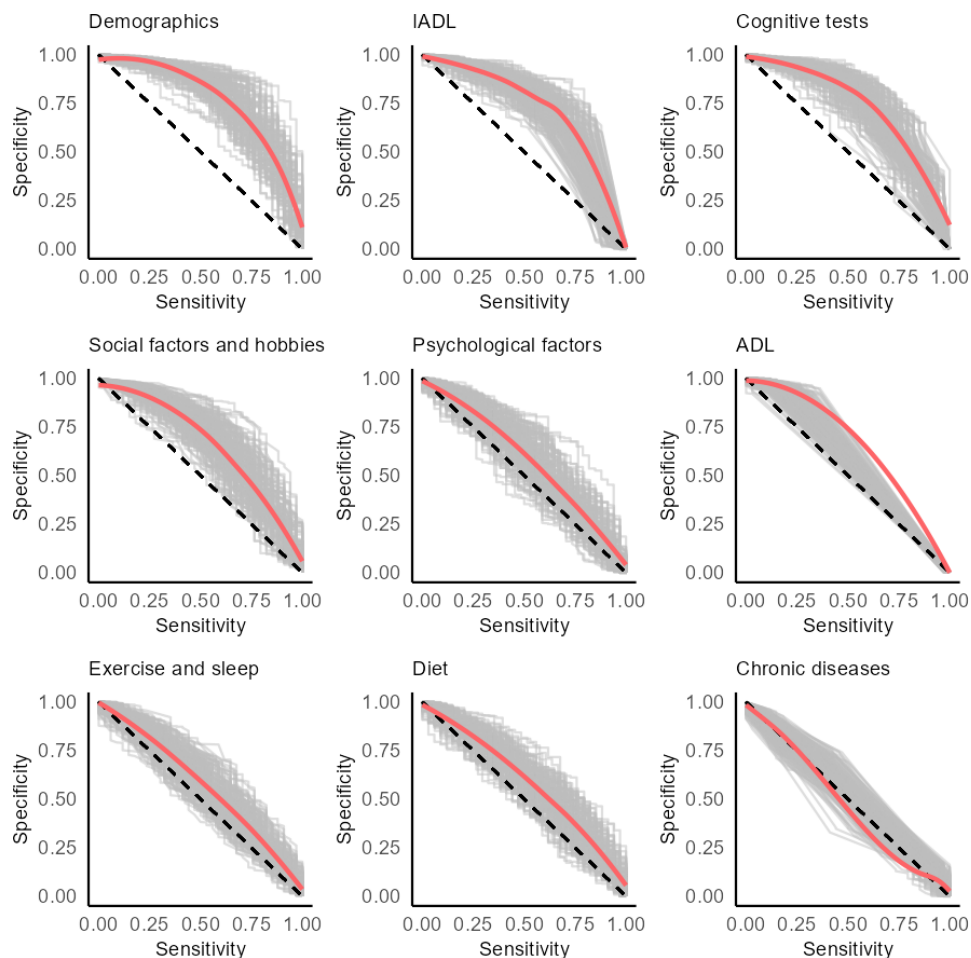 Demographics
1.00
0.75
0.50
0.25
0.00
Specificity
0.00 0.25 0.50 0.75 1.00
Sensitivity
IADL
1.00
0.75
0.50
0.25
0.00
Specificity
0.00 0.25 0.50 0.75 1.00
Sensitivity
Cognitive tests
1.00
0.75
0.50
0.25
0.00
Specificity
0.00 0.25 0.50 0.75 1.00
Sensitivity
Social factors and hobbies
1.00
0.75
0.50
0.25
0.00
Specificity
0.00 0.25 0.50 0.75 1.00
Sensitivity
Psychological factors
1.00
0.75
0.50
0.25
0.00
Specificity
0.00 0.25 0.50 0.75 1.00
Sensitivity
ADL
1.00
0.75
0.50
0.25
0.00
Specificity
0.00 0.25 0.50 0.75 1.00
Sensitivity
Exercise and sleep
1.00
0.75
0.50
0.25
0.00
Specificity
0.00 0.25 0.50 0.75 1.00
Sensitivity
Diet
1.00
0.75
0.50
0.25
0.00
Specificity
0.00 0.25 0.50 0.75 1.00
Sensitivity
Chronic diseases
1.00
0.75
0.50
0.25
0.00
Specificity
0.00 0.25 0.50 0.75 1.00
Sensitivity